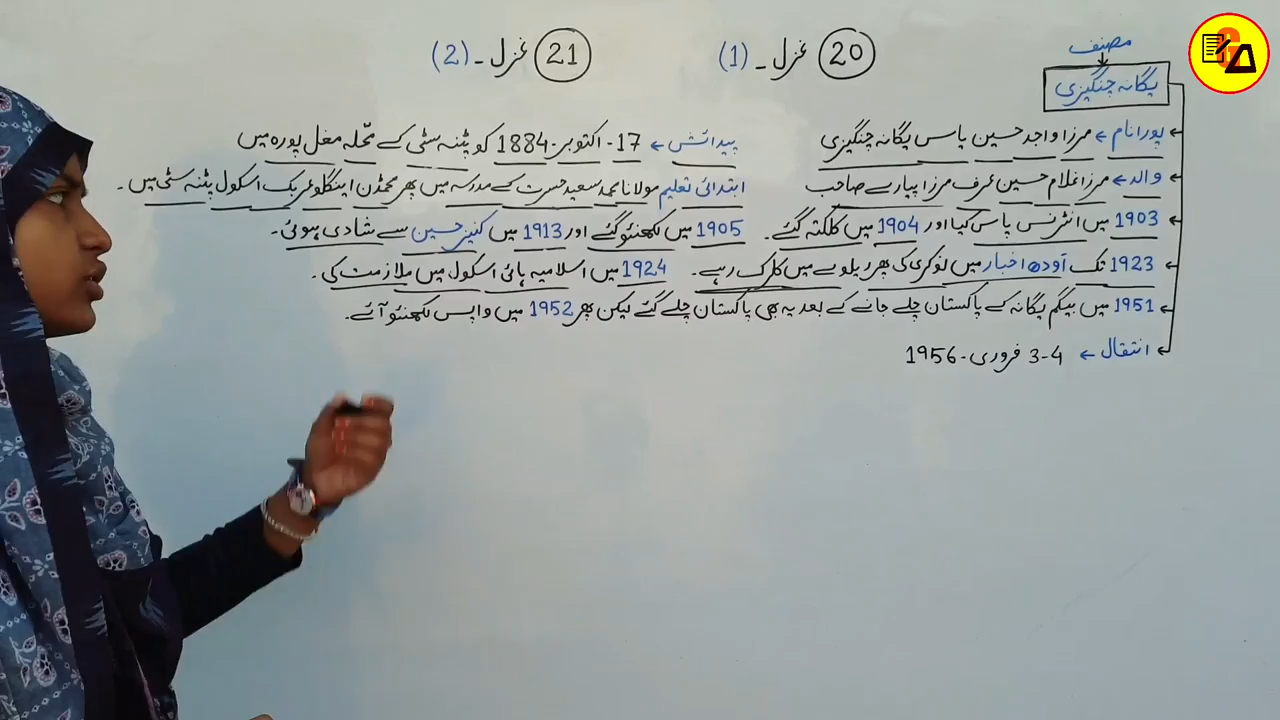 مصنف
یگانہ چنگیزی
20 غزل ـ (1)
21 غزل ـ (2)
پورا نام ← مرزا واجد حسین یاس یگانہ چنگیزی
پیدائش ← 17 - اکتوبر - 1884 کو پٹنہ سٹی کے محلہ مغل پورہ میں
والد ← مرزا غلام حسین عرف مرزا پیارے صاحب
ابتدائی تعلیم مولانا محمد سعید حسرت کے مدرسہ میں پھر محمڈن اینگلو عربک اسکول پٹنہ سٹی میں ۔
1903 میں انٹرنس پاس کیا اور 1904 میں کلکتہ گئے ۔ 1905 میں لکھنئو گئے اور 1913 میں کنیز حسین سے شادی ہوئی ۔
1923 تک اودھ اخبار میں نوکری کی پھر ریلوے میں کلرک رہے ۔ 1924 میں اسلامیہ ہائی اسکول میں ملازمت کی ۔
1951 میں بیگم یگانہ کے پاکستان چلے جانے کے بعد یہ بھی پاکستان چلے گئے لیکن پھر 1952 میں واپس لکھنئو آئے ۔
انتقال ← 3-4 فروری - 1956